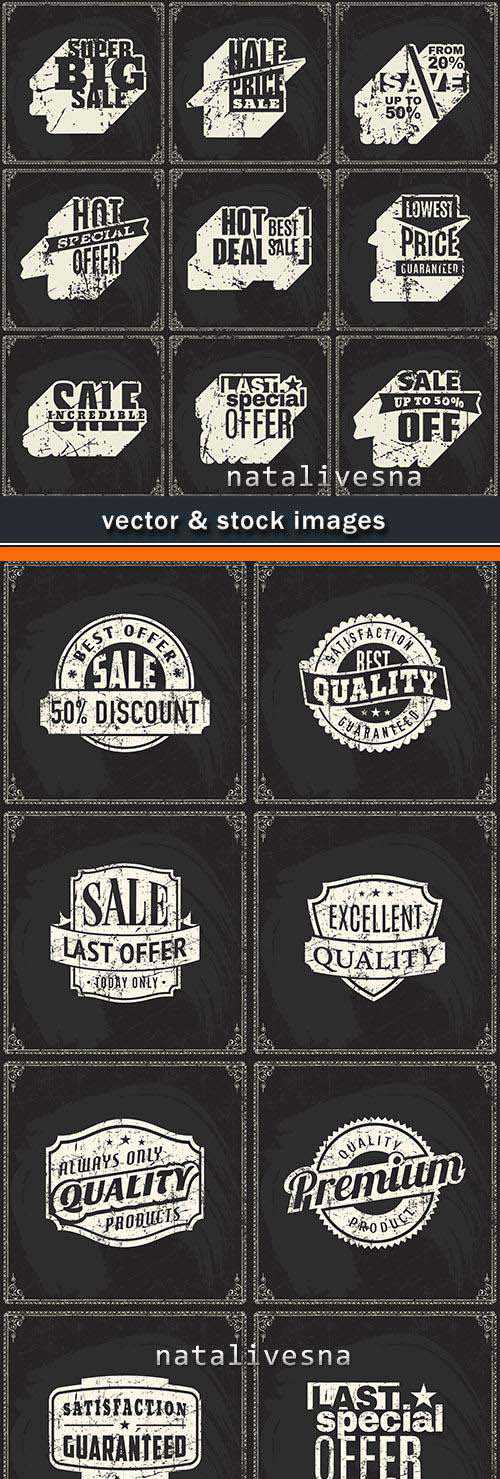 SUPER
BIG
SALE
HALF
PRICE
SALE
FROM
20%
SAVE
UP TO
50%
HOT
SPECIAL
OFFER
HOT
DEAL
BEST
SALE
LOWEST
PRICE
GUARANTEED
SALE
INCREDIBLE
LAST
special
OFFER
SALE
UP TO 50%
OFF
natalivesna
vector & stock images
BEST OFFER
SALE
50% DISCOUNT
SATISFACTION
BEST
QUALITY
GUARANTEED
SALE
LAST OFFER
TODAY ONLY
EXCELLENT
QUALITY
ALWAYS ONLY
QUALITY
PRODUCTS
QUALITY
Premium
PRODUCT
natalivesna
SATISFACTION
GUARANTEED
LAST
special
OFFER